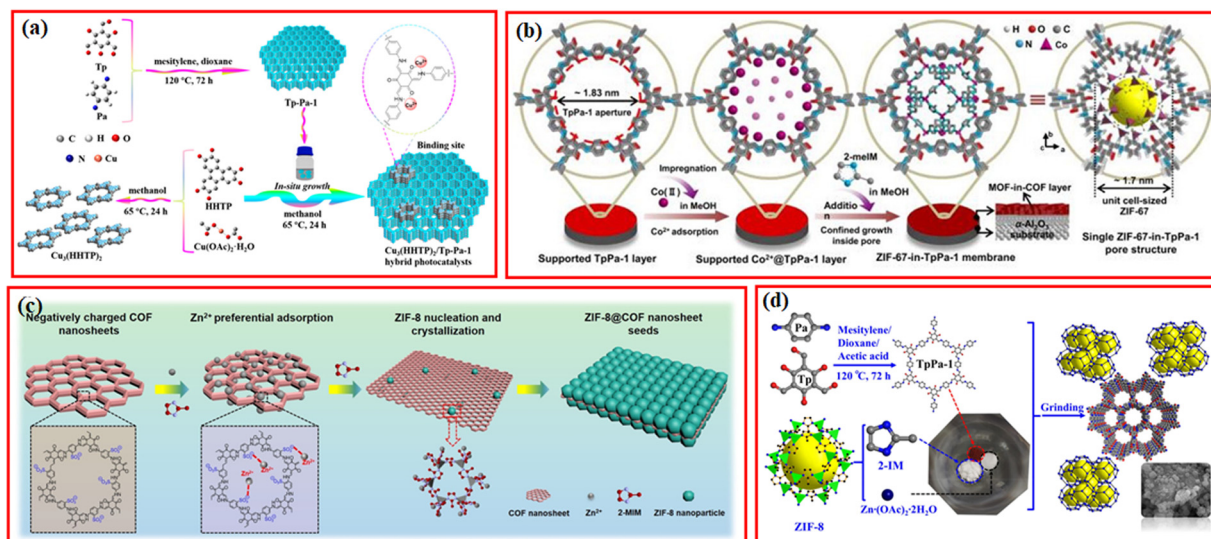 (a)
Tp
mesitylene, dioxane
120 °C, 72 h
Pa
Tp-Pa-1
Cu²⁺
Cu²⁺
C H O
N Cu
Binding site
methanol
65 °C, 24 h
HHTP
In-situ growth
methanol
65 °C, 24 h
Cu₃(HHTP)₂
Cu(OAc)₂·H₂O
Cu₃(HHTP)₂/Tp-Pa-1
hybrid photocatalysts
(b)
H O C
N Co
~ 1.83 nm
TpPa-1 aperture
b
c a
Impregnation
Co(Ⅱ)
in MeOH
Co²⁺ adsorption
2-meIM
in MeOH
Additio
n
Confined growth
inside pore
MOF-in-COF layer
α-Al₂O₃
substrate
~ 1.7 nm
unit cell-sized
ZIF-67
Supported TpPa-1 layer
Supported Co²⁺@TpPa-1 layer
ZIF-67-in-TpPa-1 membrane
Single ZIF-67-in-TpPa-1
pore structure
(c)
Negatively charged COF
nanosheets
Zn²⁺ preferential adsorption
ZIF-8 nucleation and
crystallization
ZIF-8@COF nanosheet
seeds
COF nanosheet
Zn²⁺
2-MIM
ZIF-8 nanoparticle
(d)
Pa
Tp
Mesitylene/
Dioxane/
Acetic acid
120 °C, 72 h
TpPa-1
Grinding
2-IM
Zn·(OAc)₂·2H₂O
ZIF-8